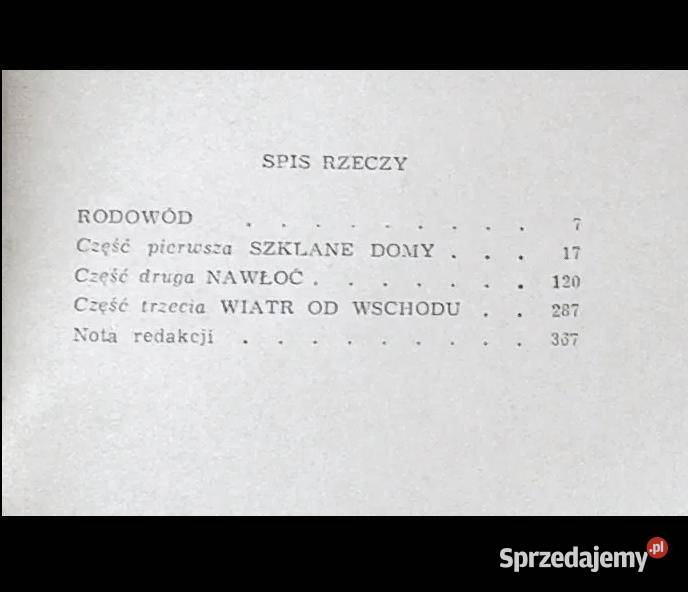 SPIS RZECZY
RODOWÓD . . . . . . . . . 7
Część pierwsza SZKLANE DOMY . . . 17
Część druga NAWŁOĆ . . . . . . . 120
Część trzecia WIATR OD WSCHODU . . 287
Nota redakcji . . . . . . . . . 367
Sprzedajemy.pl